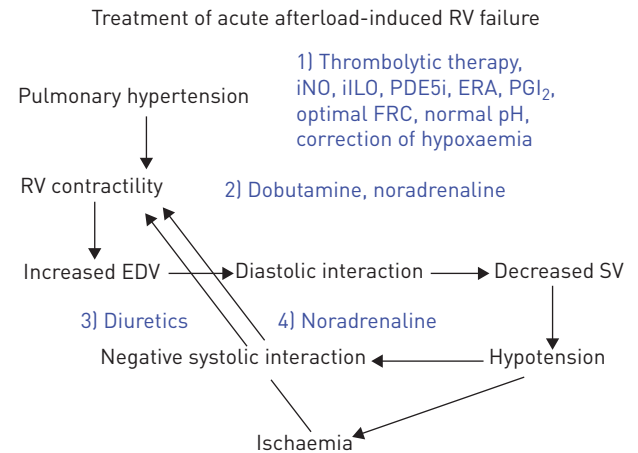 Treatment of acute afterload-induced RV failure
1) Thrombolytic therapy,
iNO, iILO, PDE5i, ERA, PGI₂,
optimal FRC, normal pH,
correction of hypoxaemia
Pulmonary hypertension
RV contractility
2) Dobutamine, noradrenaline
Increased EDV
Diastolic interaction
Decreased SV
3) Diuretics
4) Noradrenaline
Negative systolic interaction
Hypotension
Ischaemia